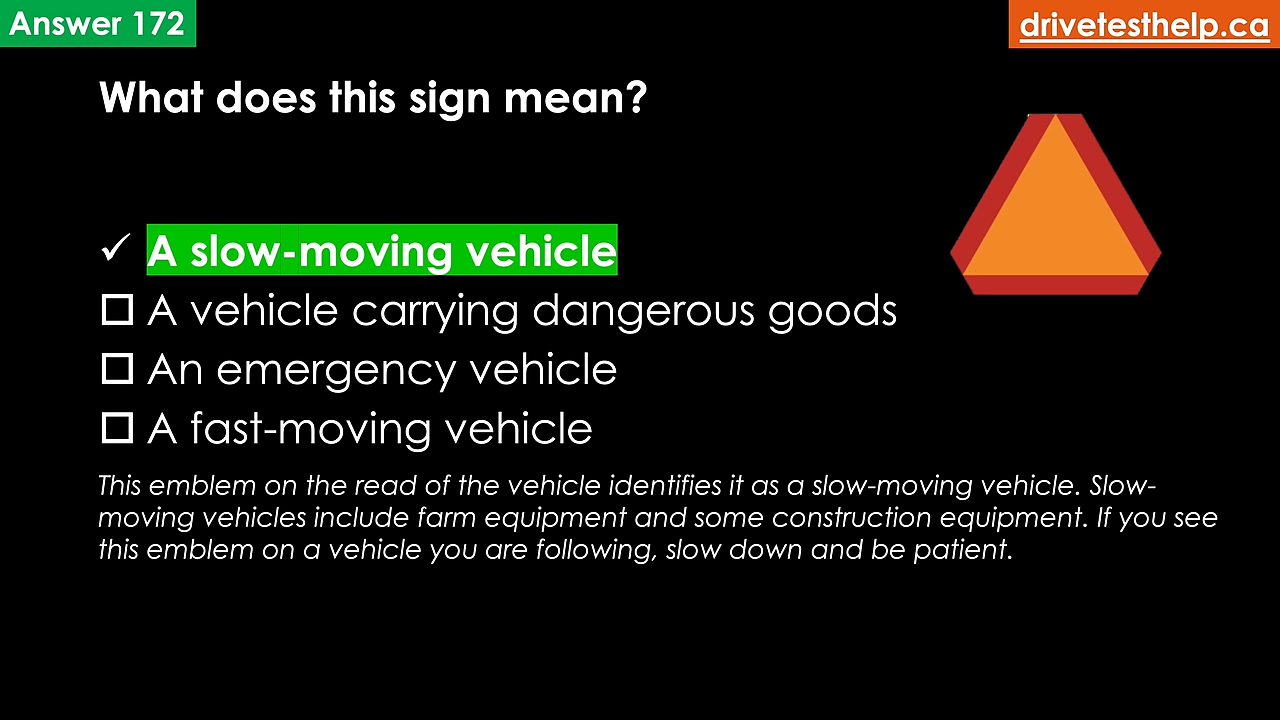 Answer 172
drivetesthelp.ca
What does this sign mean?
✓ A slow-moving vehicle
☐ A vehicle carrying dangerous goods
☐ An emergency vehicle
☐ A fast-moving vehicle
This emblem on the read of the vehicle identifies it as a slow-moving vehicle. Slow-
moving vehicles include farm equipment and some construction equipment. If you see
this emblem on a vehicle you are following, slow down and be patient.